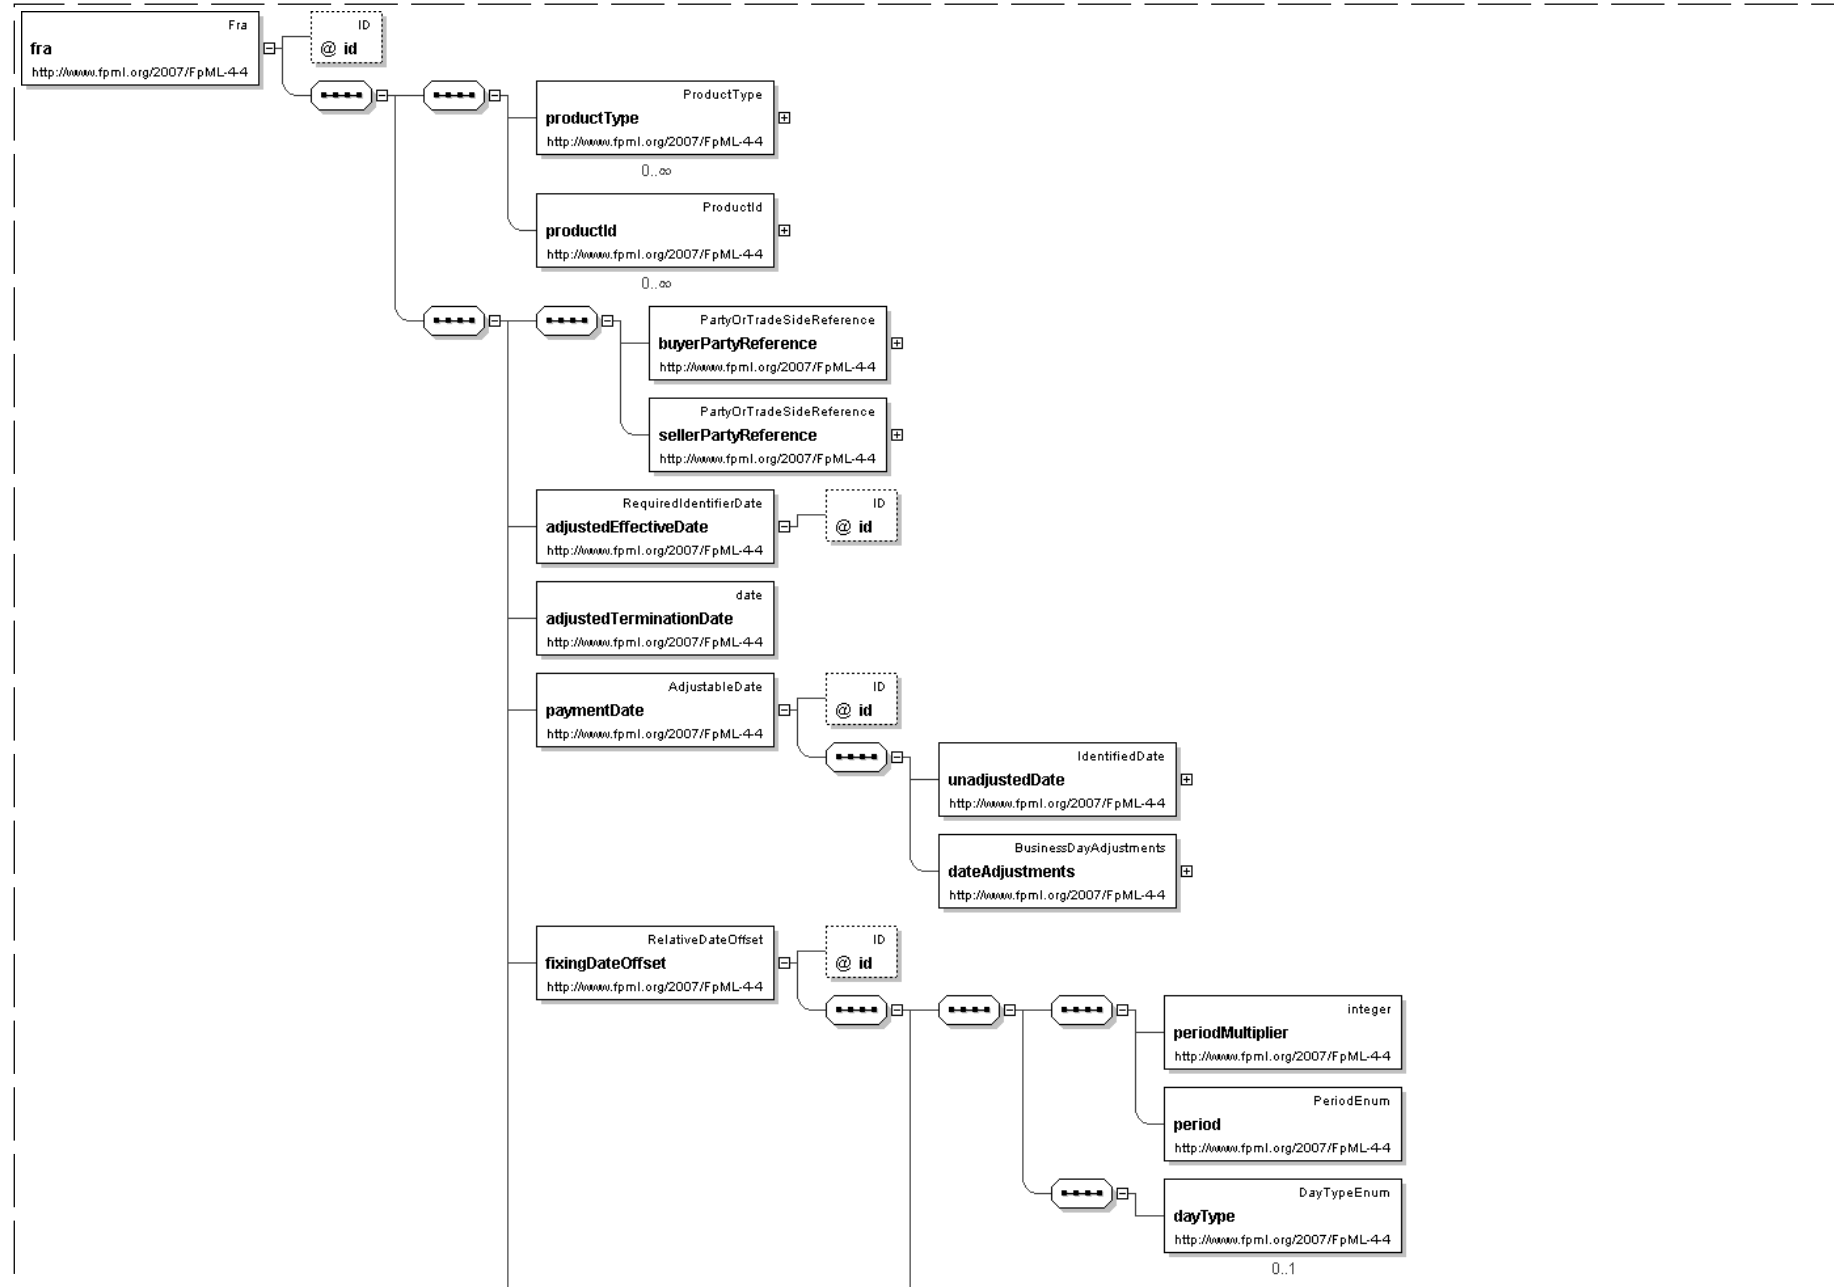 Fra
fra
http://www.fpml.org/2007/FpML-4-4
ID
@ id
ProductType
productType
http://www.fpml.org/2007/FpML-4-4
0..∞
ProductId
productId
http://www.fpml.org/2007/FpML-4-4
0..∞
PartyOrTradeSideReference
buyerPartyReference
http://www.fpml.org/2007/FpML-4-4
PartyOrTradeSideReference
sellerPartyReference
http://www.fpml.org/2007/FpML-4-4
RequiredIdentifierDate
adjustedEffectiveDate
http://www.fpml.org/2007/FpML-4-4
ID
@ id
date
adjustedTerminationDate
http://www.fpml.org/2007/FpML-4-4
AdjustableDate
paymentDate
http://www.fpml.org/2007/FpML-4-4
ID
@ id
IdentifiedDate
unadjustedDate
http://www.fpml.org/2007/FpML-4-4
BusinessDayAdjustments
dateAdjustments
http://www.fpml.org/2007/FpML-4-4
RelativeDateOffset
fixingDateOffset
http://www.fpml.org/2007/FpML-4-4
ID
@ id
integer
periodMultiplier
http://www.fpml.org/2007/FpML-4-4
PeriodEnum
period
http://www.fpml.org/2007/FpML-4-4
DayTypeEnum
dayType
http://www.fpml.org/2007/FpML-4-4
0..1